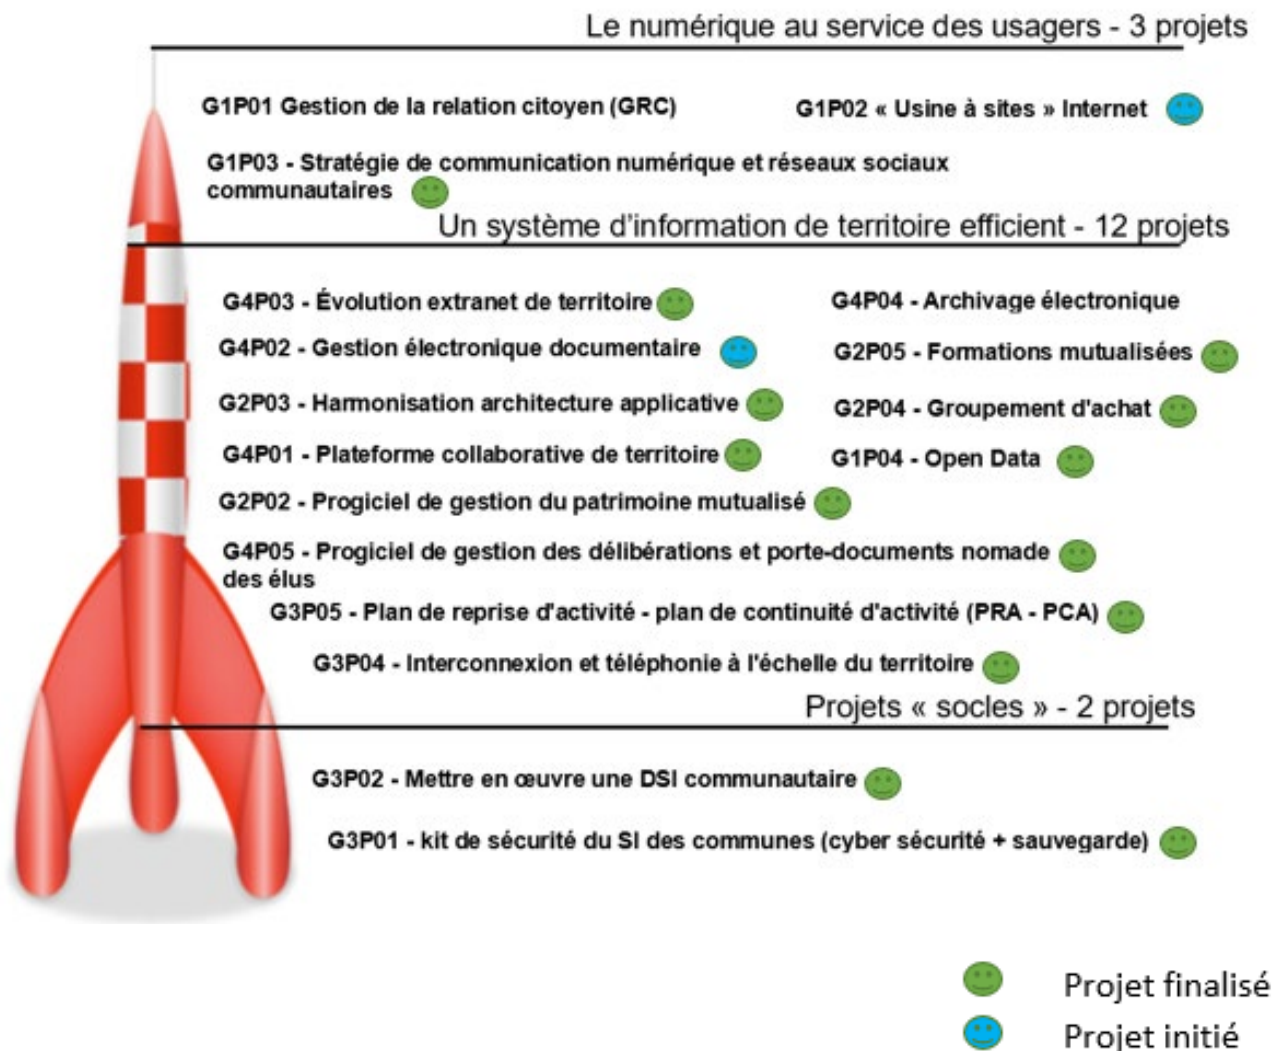 Le numérique au service des usagers - 3 projets
G1P01 Gestion de la relation citoyen (GRC)
G1P02 « Usine à sites » Internet
G1P03 - Stratégie de communication numérique et réseaux sociaux
communautaires
Un système d'information de territoire efficient - 12 projets
G4P03 - Évolution extranet de territoire
G4P04 - Archivage électronique
G4P02 - Gestion électronique documentaire
G2P05 - Formations mutualisées
G2P03 - Harmonisation architecture applicative
G2P04 - Groupement d'achat
G4P01 - Plateforme collaborative de territoire
G1P04 - Open Data
G2P02 - Progiciel de gestion du patrimoine mutualisé
G4P05 - Progiciel de gestion des délibérations et porte-documents nomade
des élus
G3P05 - Plan de reprise d'activité - plan de continuité d'activité (PRA - PCA)
G3P04 - Interconnexion et téléphonie à l'échelle du territoire
Projets « socles » - 2 projets
G3P02 - Mettre en œuvre une DSI communautaire
G3P01 - kit de sécurité du SI des communes (cyber sécurité + sauvegarde)
Projet finalisé
Projet initié